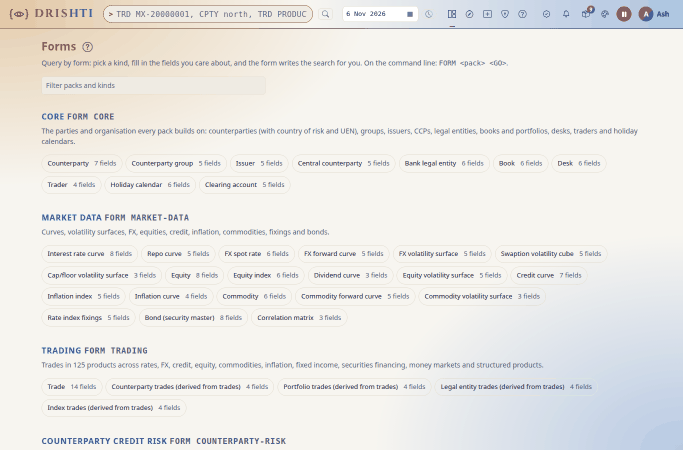 {👁} DRISHTI
> TRD MX-20000001, CPTY north, TRD PRODUC
6 Nov 2026
A Ash
Forms ?
Query by form: pick a kind, fill in the fields you care about, and the form writes the search for you. On the command line: FORM <pack> <GO>.
Filter packs and kinds
CORE FORM CORE
The parties and organisation every pack builds on: counterparties (with country of risk and UEN), groups, issuers, CCPs, legal entities, books and portfolios, desks, traders and holiday
calendars.
Counterparty 7 fields Counterparty group 5 fields Issuer 5 fields Central counterparty 5 fields Bank legal entity 6 fields Book 6 fields Desk 6 fields
Trader 4 fields Holiday calendar 6 fields Clearing account 5 fields
MARKET DATA FORM MARKET-DATA
Curves, volatility surfaces, FX, equities, credit, inflation, commodities, fixings and bonds.
Interest rate curve 8 fields Repo curve 5 fields FX spot rate 6 fields FX forward curve 5 fields FX volatility surface 5 fields Swaption volatility cube 5 fields
Cap/floor volatility surface 3 fields Equity 8 fields Equity index 6 fields Dividend curve 3 fields Equity volatility surface 5 fields Credit curve 7 fields
Inflation index 5 fields Inflation curve 4 fields Commodity 6 fields Commodity forward curve 5 fields Commodity volatility surface 3 fields
Rate index fixings 5 fields Bond (security master) 8 fields Correlation matrix 3 fields
TRADING FORM TRADING
Trades in 125 products across rates, FX, credit, equity, commodities, inflation, fixed income, securities financing, money markets and structured products.
Trade 14 fields Counterparty trades (derived from trades) 4 fields Portfolio trades (derived from trades) 4 fields Legal entity trades (derived from trades) 4 fields
Index trades (derived from trades) 4 fields
COUNTERPARTY CREDIT RISK FORM COUNTERPARTY-RISK